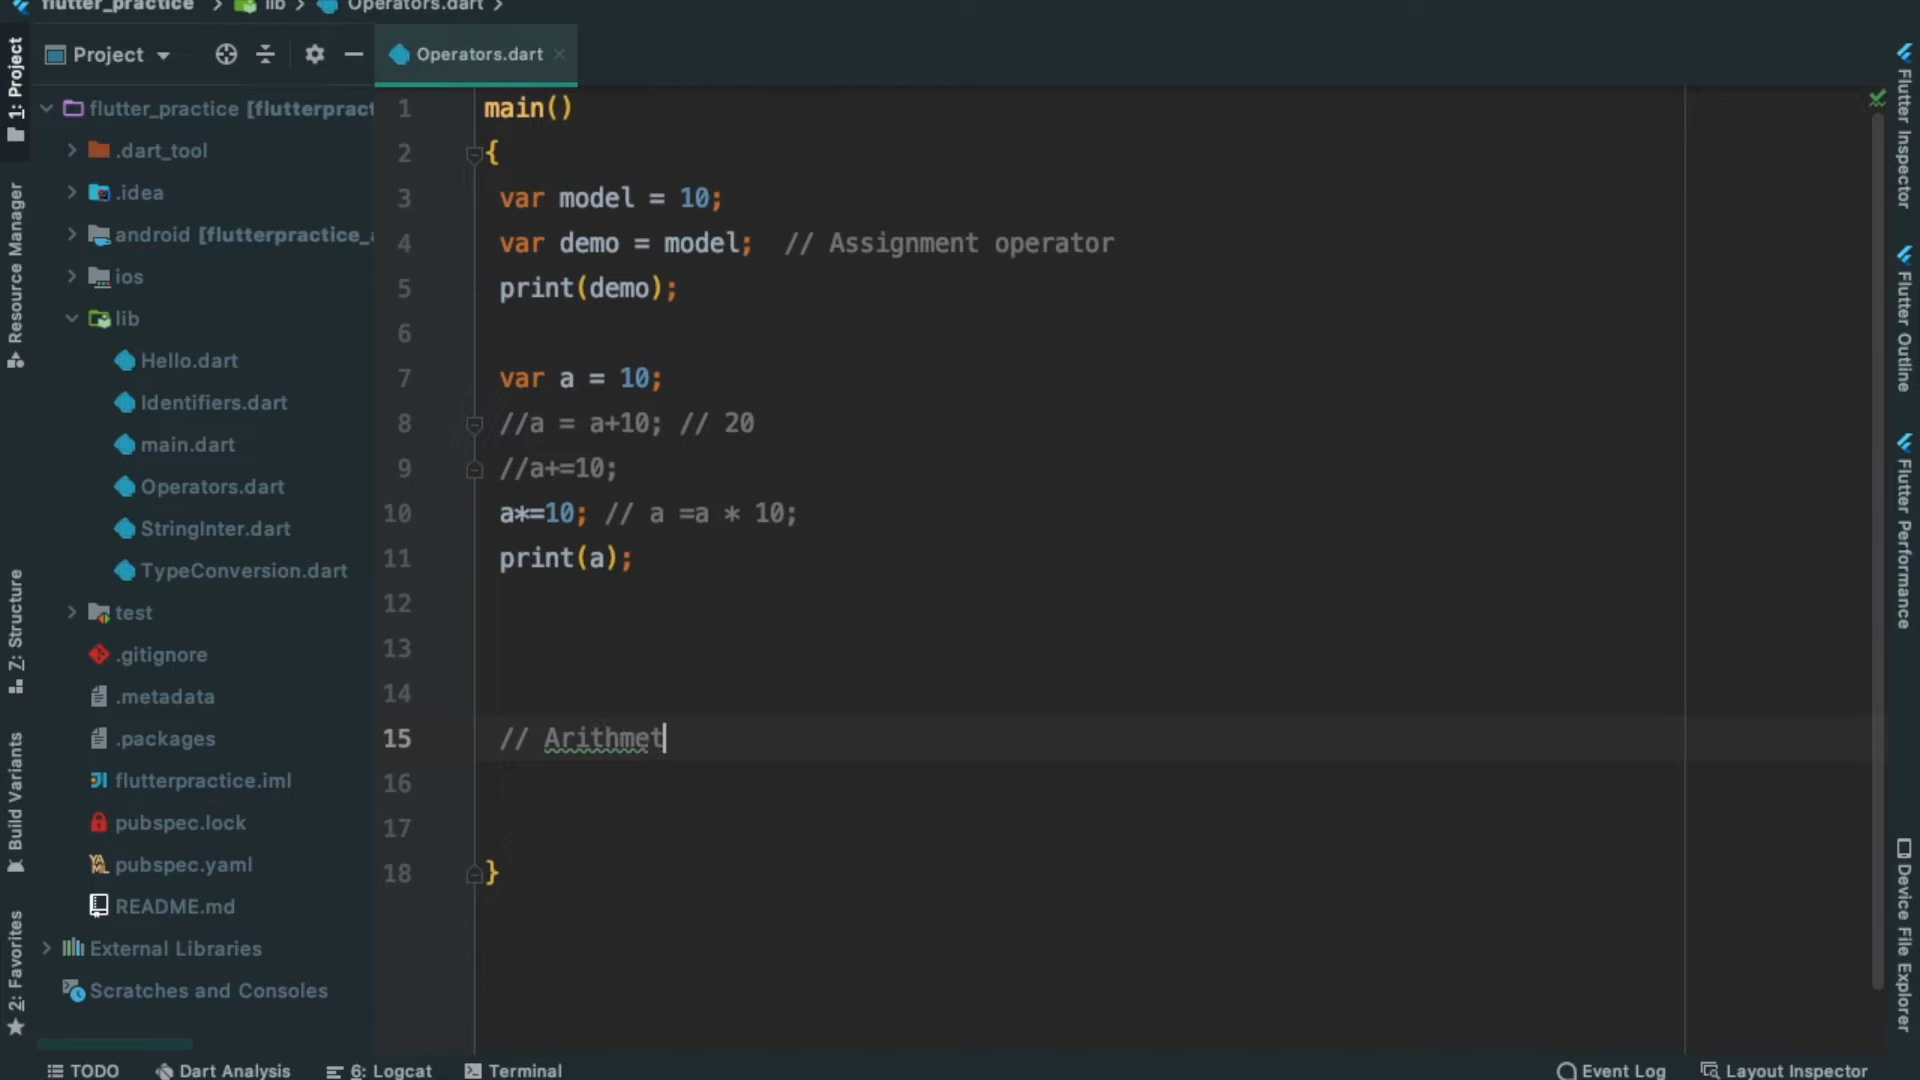 flutter_practice > lib > Operators.dart >
Project
Operators.dart
1: Project
Resource Manager
Z: Structure
Build Variants
2: Favorites
flutter_practice [flutterpract
.dart_tool
.idea
android [flutterpractice_a
ios
lib
Hello.dart
Identifiers.dart
main.dart
Operators.dart
StringInter.dart
TypeConversion.dart
test
.gitignore
.metadata
.packages
flutterpractice.iml
pubspec.lock
pubspec.yaml
README.md
External Libraries
Scratches and Consoles
1 main()
2 {
3 var model = 10;
4 var demo = model; // Assignment operator
5 print(demo);
6
7 var a = 10;
8 //a = a+10; // 20
9 //a+=10;
10 a*=10; // a =a * 10;
11 print(a);
12
13
14
15 // Arithmet
16
17
18 }
Flutter Inspector
Flutter Outline
Flutter Performance
Device File Explorer
TODO
Dart Analysis
6: Logcat
Terminal
Event Log
Layout Inspector